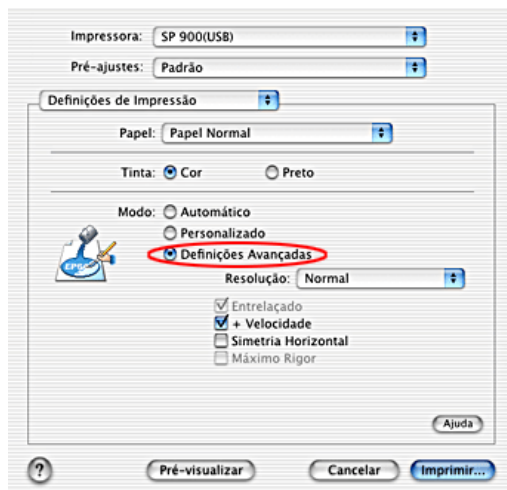 Impressora: SP 900(USB)
Pré-ajustes: Padrão
Definições de Impressão
Papel: Papel Normal
Tinta: Cor Preto
Modo: Automático
Personalizado
Definições Avançadas
EPSO
Resolução: Normal
Entrelaçado
+ Velocidade
Simetria Horizontal
Máximo Rigor
Ajuda
? Pré-visualizar Cancelar Imprimir...